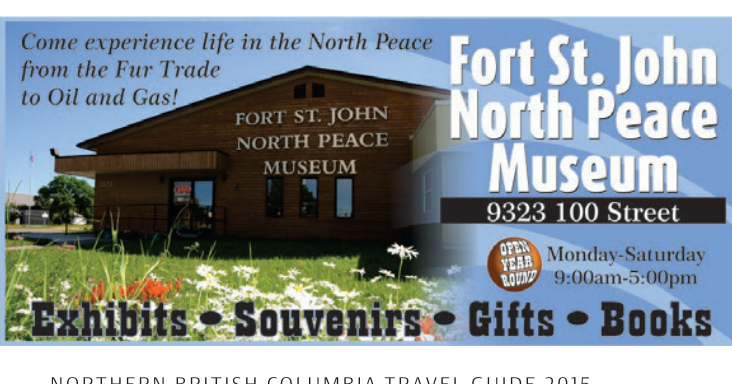 Come experience life in the North Peace
from the Fur Trade
to Oil and Gas!
FORT ST. JOHN
NORTH PEACE
MUSEUM
Fort St. John
North Peace
Museum
9323 100 Street
OPEN
YEAR
ROUND
Monday-Saturday
9:00am-5:00pm
Exhibits • Souvenirs • Gifts • Books
NORTHERN BRITISH COLUMBIA TRAVEL GUIDE 2015